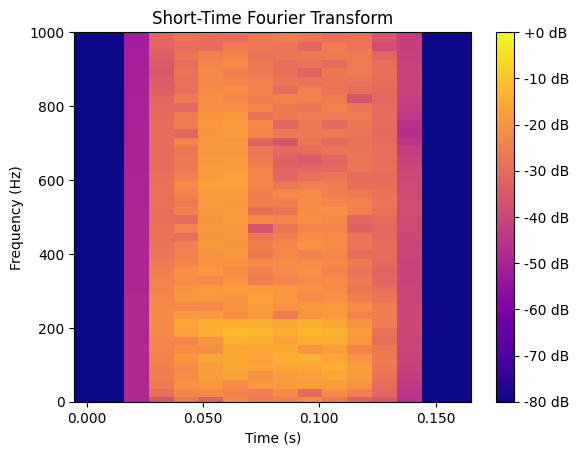 Short-Time Fourier Transform
1000
800
600
400
200
0
Frequency (Hz)
0.000
0.050
0.100
0.150
Time (s)
+0 dB
-10 dB
-20 dB
-30 dB
-40 dB
-50 dB
-60 dB
-70 dB
-80 dB